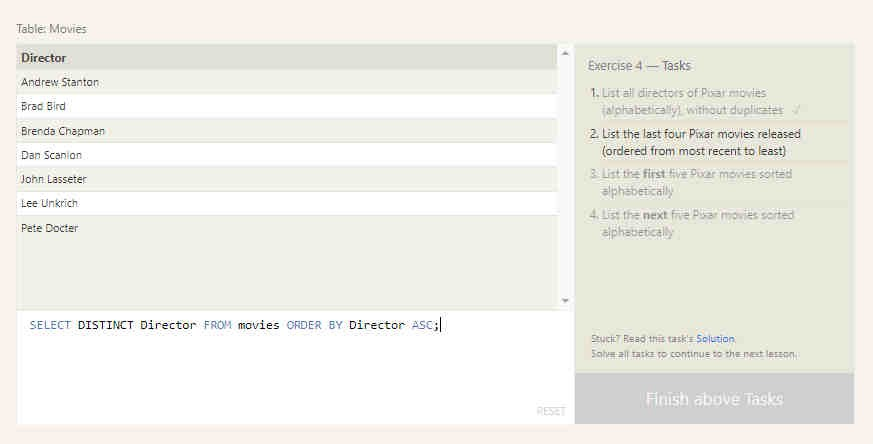 Table: Movies
Director
Andrew Stanton
Brad Bird
Brenda Chapman
Dan Scanlon
John Lasseter
Lee Unkrich
Pete Docter
SELECT DISTINCT Director FROM movies ORDER BY Director ASC;
RESET
Exercise 4 — Tasks
1. List all directors of Pixar movies
(alphabetically), without duplicates ✓
2. List the last four Pixar movies released
(ordered from most recent to least)
3. List the first five Pixar movies sorted
alphabetically
4. List the next five Pixar movies sorted
alphabetically
Stuck? Read this task's Solution.
Solve all tasks to continue to the next lesson.
Finish above Tasks